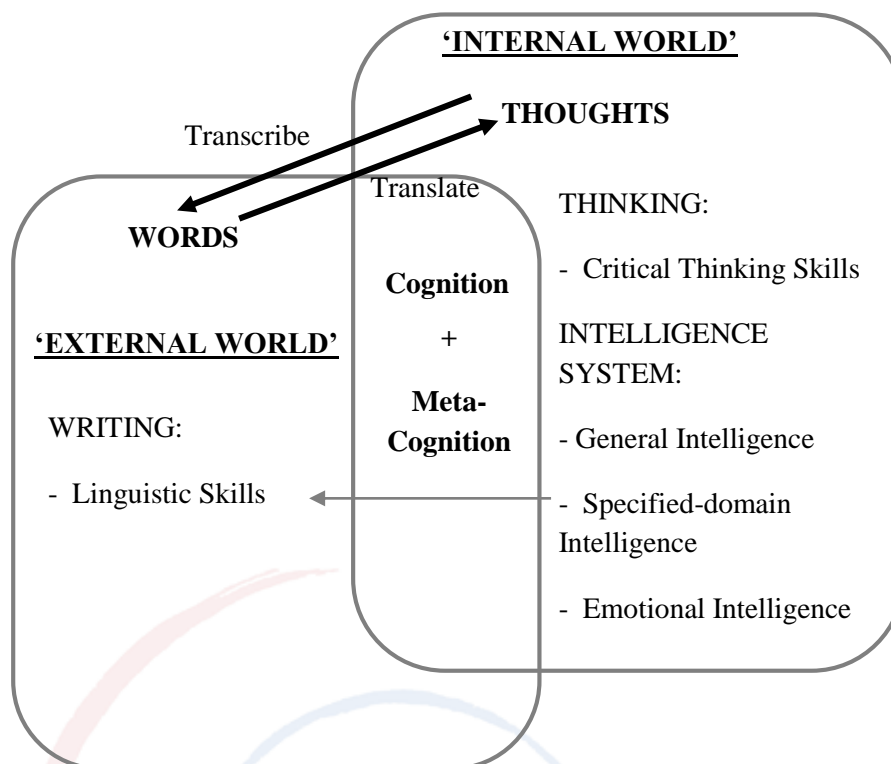 ‘INTERNAL WORLD’
THOUGHTS
Transcribe
Translate
WORDS
THINKING:
- Critical Thinking Skills
Cognition
+
Meta-
Cognition
‘EXTERNAL WORLD’
INTELLIGENCE
SYSTEM:
WRITING:
- General Intelligence
- Linguistic Skills
- Specified-domain
Intelligence
- Emotional Intelligence